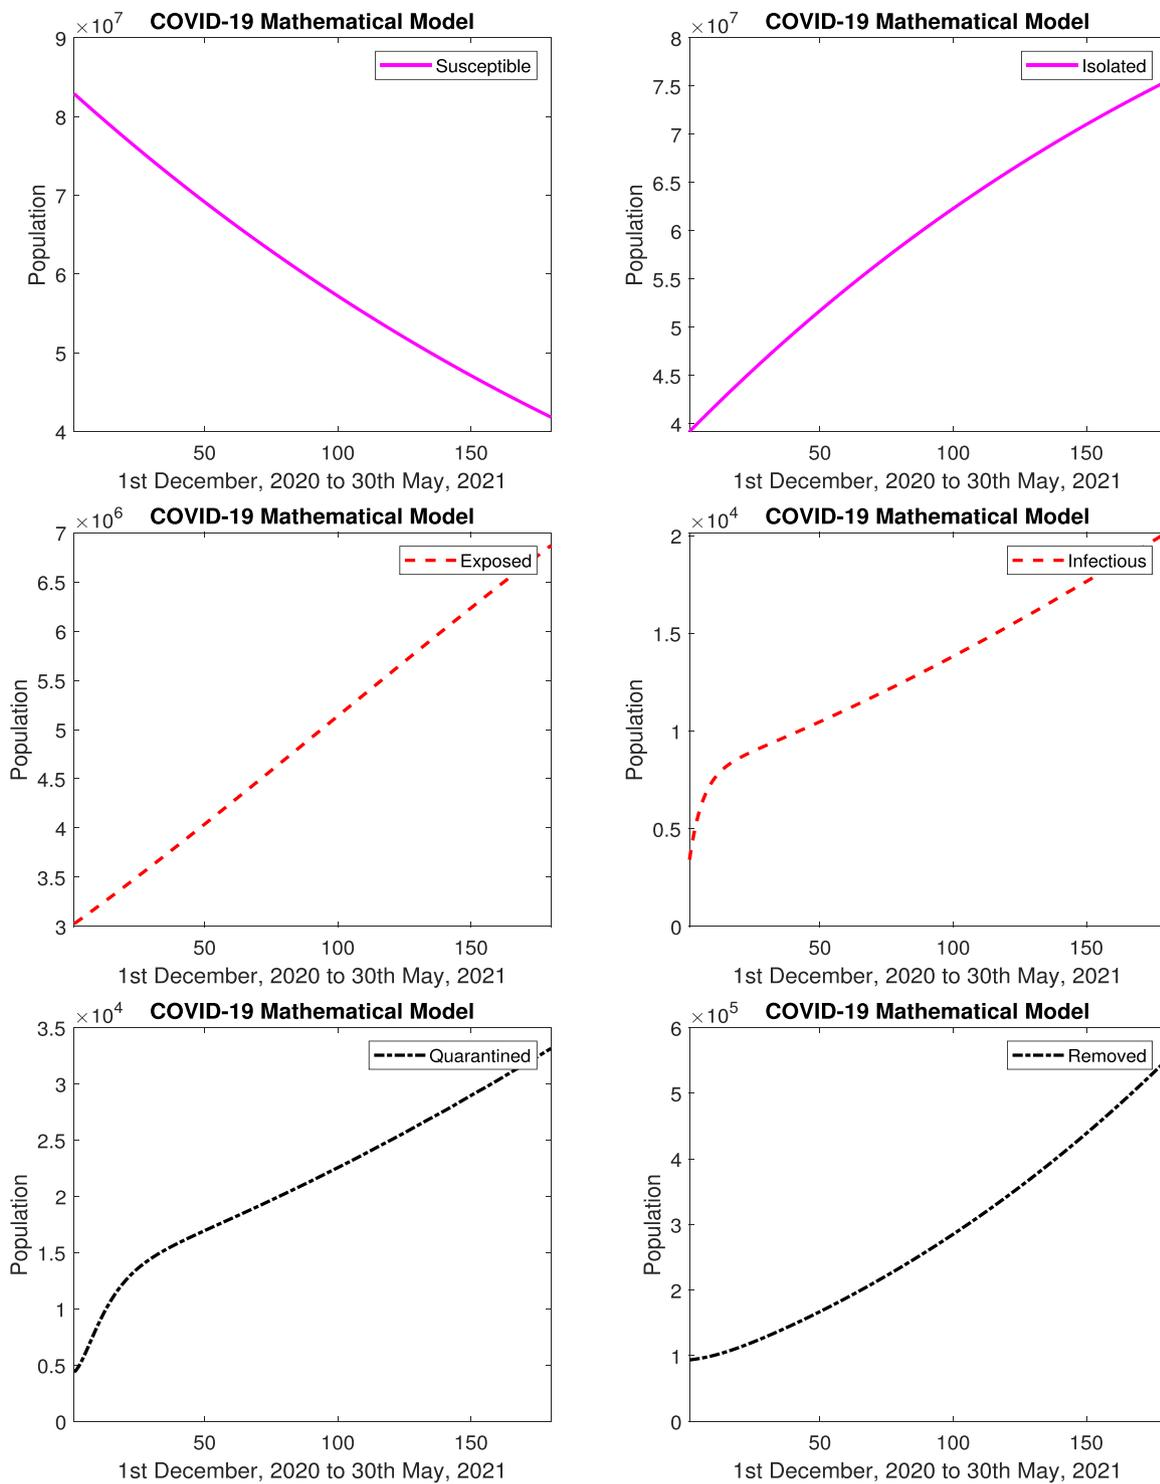 ×10^7
COVID-19 Mathematical Model
9
8
7
6
5
4
Population
Susceptible
50 100 150
1st December, 2020 to 30th May, 2021
×10^7
COVID-19 Mathematical Model
8
7.5
7
6.5
6
5.5
5
4.5
4
Population
Isolated
50 100 150
1st December, 2020 to 30th May, 2021
×10^6
COVID-19 Mathematical Model
7
6.5
6
5.5
5
4.5
4
3.5
3
Population
Exposed
50 100 150
1st December, 2020 to 30th May, 2021
×10^4
COVID-19 Mathematical Model
2
1.5
1
0.5
0
Population
Infectious
50 100 150
1st December, 2020 to 30th May, 2021
×10^4
COVID-19 Mathematical Model
3.5
3
2.5
2
1.5
1
0.5
0
Population
Quarantined
50 100 150
1st December, 2020 to 30th May, 2021
×10^5
COVID-19 Mathematical Model
6
5
4
3
2
1
0
Population
Removed
50 100 150
1st December, 2020 to 30th May, 2021